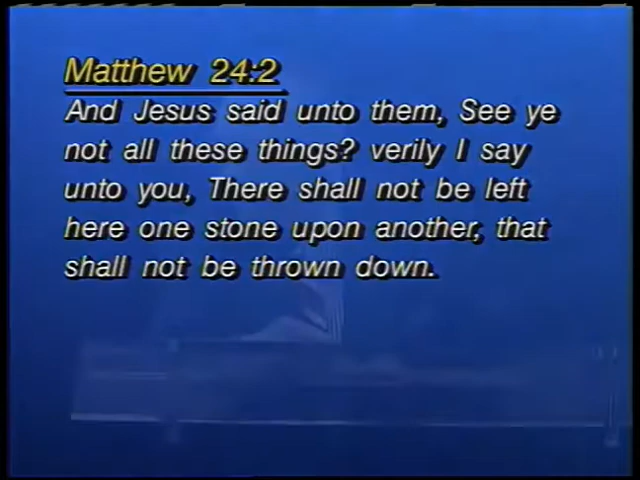 Matthew 24:2
And Jesus said unto them, See ye
not all these things? verily I say
unto you, There shall not be left
here one stone upon another, that
shall not be thrown down.